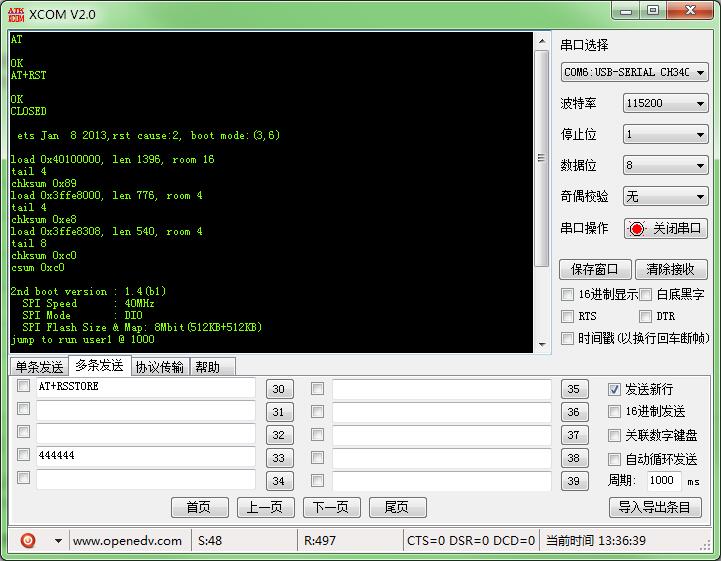 ATK
XCOM
XCOM V2.0
AT
OK
AT+RST
OK
CLOSED
ets Jan  8 2013,rst cause:2, boot mode:(3,6)
load 0x40100000, len 1396, room 16
tail 4
chksum 0x89
load 0x3ffe8000, len 776, room 4
tail 4
chksum 0xe8
load 0x3ffe8308, len 540, room 4
tail 8
chksum 0xc0
csum 0xc0
2nd boot version : 1.4(b1)
SPI Speed      : 40MHz
SPI Mode       : DIO
SPI Flash Size & Map: 8Mbit(512KB+512KB)
jump to run user1 @ 1000
串口选择
COM6:USB-SERIAL CH340
波特率 115200
停止位 1
数据位 8
奇偶校验 无
串口操作 关闭串口
保存窗口 清除接收
16进制显示 白底黑字
RTS DTR
时间戳(以换行回车断帧)
单条发送 多条发送 协议传输 帮助
AT+RSSTORE 30 35 发送新行
31 36 16进制发送
32 37 关联数字键盘
444444 33 38 自动循环发送
34 39 周期: 1000 ms
首页 上一页 下一页 尾页 导入导出条目
www.openedv.com S:48 R:497 CTS=0 DSR=0 DCD=0 当前时间 13:36:39